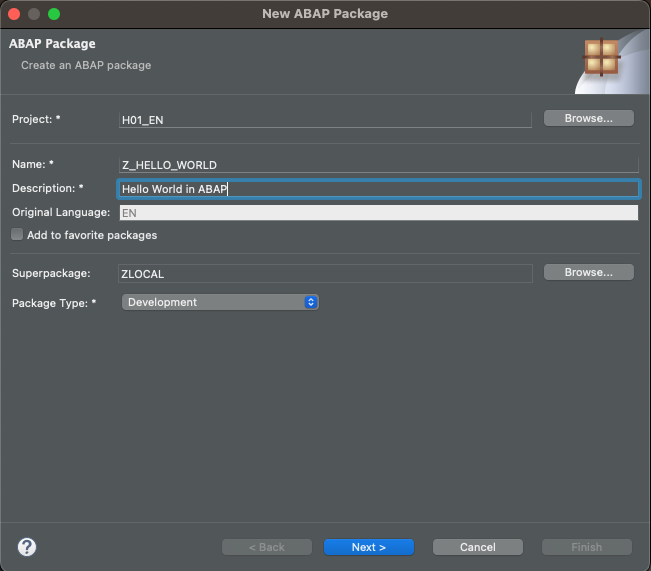 New ABAP Package
ABAP Package
Create an ABAP package
Project: * H01_EN Browse...
Name: * Z_HELLO_WORLD
Description: * Hello World in ABAP
Original Language: EN
Add to favorite packages
Superpackage: ZLOCAL Browse...
Package Type: * Development
? < Back Next > Cancel Finish